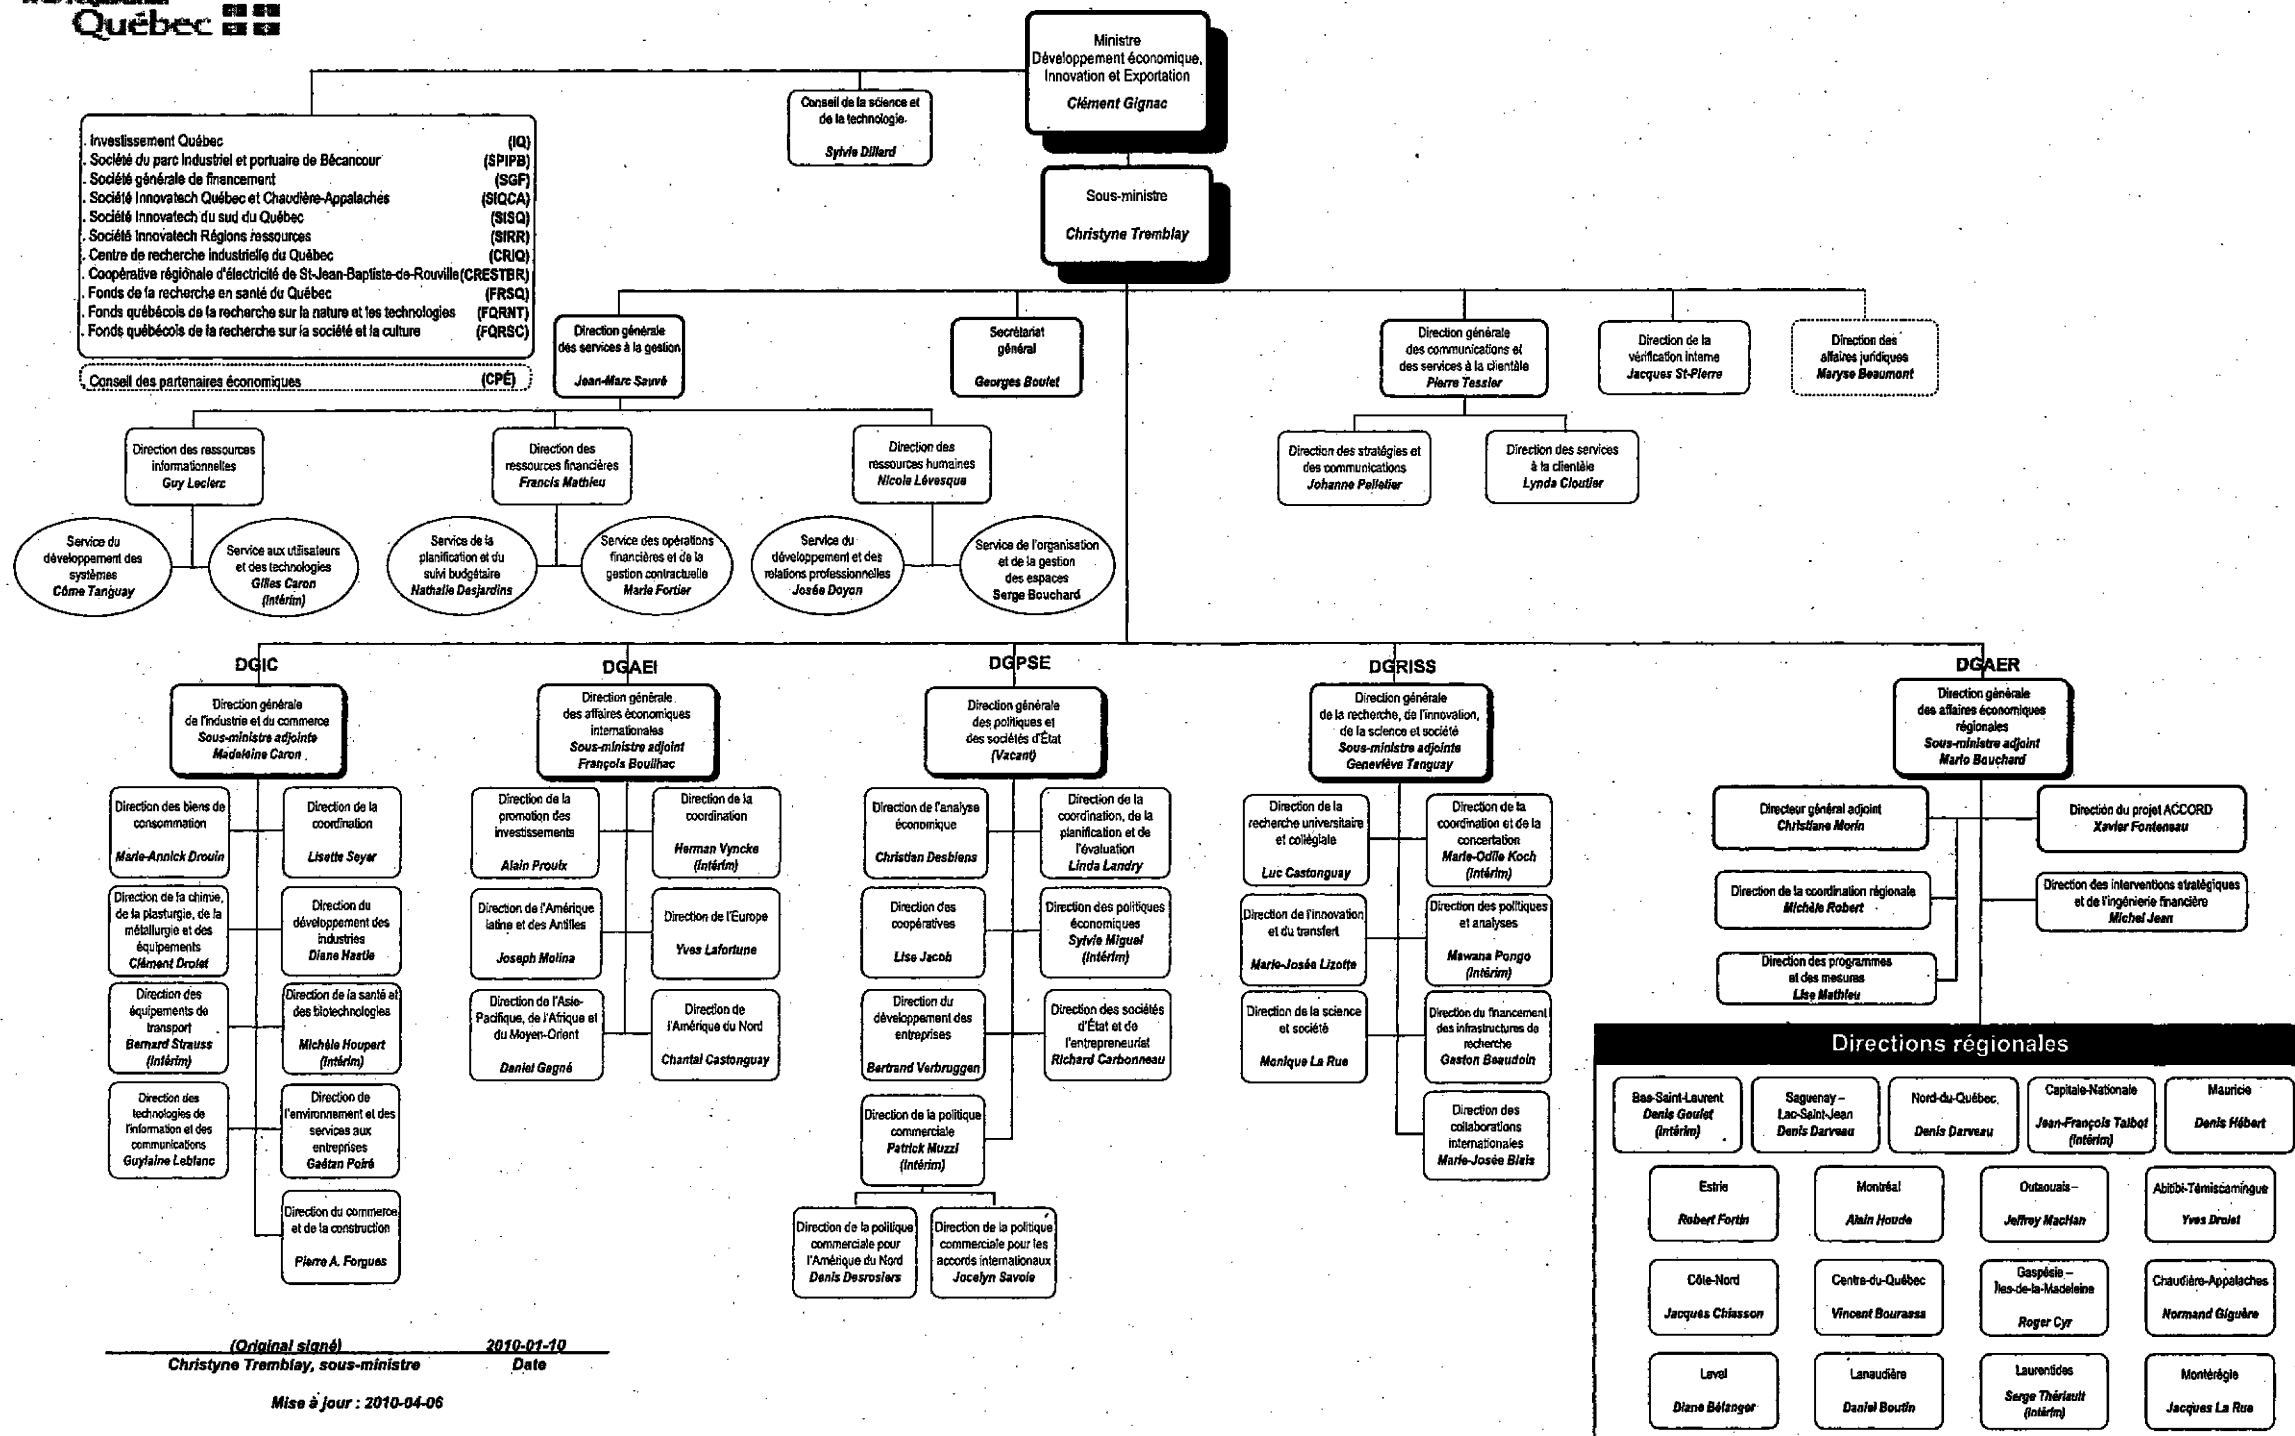 Québec
Ministre
Développement économique,
Innovation et Exportation
Clément Gignac
Conseil de la science et
de la technologie
Sylvie Dillard
. Investissement Québec (IQ)
. Société du parc Industriel et portuaire de Bécancour (SPIPB)
. Société générale de financement (SGF)
. Société Innovatech Québec et Chaudière-Appalaches (SIQCA)
. Société Innovatech du sud du Québec (SISQ)
. Société Innovatech Régions ressources (SIRR)
. Centre de recherche industrielle du Québec (CRIQ)
. Coopérative régionale d'électricité de St-Jean-Baptiste-de-Rouville (CRESTBR)
. Fonds de la recherche en santé du Québec (FRSQ)
. Fonds québécois de la recherche sur la nature et les technologies (FQRNT)
. Fonds québécois de la recherche sur la société et la culture (FQRSC)
Conseil des partenaires économiques (CPÉ)
Sous-ministre
Christyne Tremblay
Direction générale
des services à la gestion
Jean-Marc Sauvé
Secrétariat
général
Georges Boulet
Direction générale
des communications et
des services à la clientèle
Pierre Tessier
Direction de la
vérification interne
Jacques St-Pierre
Direction des
affaires juridiques
Maryse Beaumont
Direction des ressources
informationnelles
Guy Leclerc
Direction des
ressources financières
Francis Mathieu
Direction des
ressources humaines
Nicole Lévesque
Direction des stratégies et
des communications
Johanne Pelletier
Direction des services
à la clientèle
Lynda Cloutier
Service du
développement des
systèmes
Côme Tanguay
Service aux utilisateurs
et des technologies
Gilles Caron
(Intérim)
Service de la
planification et du
suivi budgétaire
Nathalie Desjardins
Service des opérations
financières et de la
gestion contractuelle
Marie Fortier
Service du
développement et des
relations professionnelles
Josée Doyon
Service de l'organisation
et de la gestion
des espaces
Serge Bouchard
DGIC
Direction générale
de l'industrie et du commerce
Sous-ministre adjointe
Madeleine Caron
DGAEI
Direction générale
des affaires économiques
internationales
Sous-ministre adjoint
François Bouilhac
DGPSE
Direction générale
des politiques et
des sociétés d'État
(Vacant)
DGRISS
Direction générale
de la recherche, de l'innovation,
de la science et société
Sous-ministre adjointe
Geneviève Tanguay
DGAER
Direction générale
des affaires économiques
régionales
Sous-ministre adjoint
Mario Bouchard
Direction des biens de
consommation
Marie-Annick Drouin
Direction de la
coordination
Lisette Seyer
Direction de la chimie,
de la plasturgie, de la
métallurgie et des
équipements
Clément Drolet
Direction du
développement des
industries
Diane Hastie
Direction des
équipements de
transport
Bernard Strauss
(Intérim)
Direction de la santé et
des biotechnologies
Michèle Houpert
(Intérim)
Direction des
technologies de
l'information et des
communications
Guylaine Leblanc
Direction de
l'environnement et des
services aux
entreprises
Gaétan Poiré
Direction du commerce
et de la construction
Pierre A. Forgues
Direction de la
promotion des
investissements
Alain Proulx
Direction de la
coordination
Herman Vyncke
(Intérim)
Direction de l'Amérique
latine et des Antilles
Joseph Molina
Direction de l'Europe
Yves Lafortune
Direction de l'Asie-
Pacifique, de l'Afrique et
du Moyen-Orient
Daniel Gagné
Direction de
l'Amérique du Nord
Chantal Castonguay
Direction de l'analyse
économique
Christian Desbiens
Direction de la
coordination, de la
planification et de
l'évaluation
Linda Landry
Direction des
coopératives
Lise Jacob
Direction des politiques
économiques
Sylvie Miguel
(Intérim)
Direction du
développement des
entreprises
Bertrand Verbruggen
Direction des sociétés
d'État et de
l'entrepreneuriat
Richard Carbonneau
Direction de la politique
commerciale
Patrick Muzzi
(Intérim)
Direction de la politique
commerciale pour
l'Amérique du Nord
Denis Desrosiers
Direction de la politique
commerciale pour les
accords internationaux
Jocelyn Savoie
Direction de la
recherche universitaire
et collégiale
Luc Castonguay
Direction de la
coordination et de la
concertation
Marie-Odile Koch
(Intérim)
Direction de l'innovation
et du transfert
Marie-Josée Lizotte
Direction des politiques
et analyses
Mawana Pongo
(Intérim)
Direction de la science
et société
Monique La Rue
Direction du financement
des infrastructures de
recherche
Gaston Beaudoin
Direction des
collaborations
internationales
Marie-Josée Blais
Directeur général adjoint
Christiane Morin
Direction du projet ACCORD
Xavier Fonteneau
Direction de la coordination régionale
Michèle Robert
Direction des interventions stratégiques
et de l'ingénierie financière
Michel Jean
Direction des programmes
et des mesures
Lise Mathieu
Directions régionales
Bas-Saint-Laurent
Denis Goulet
(Intérim)
Saguenay –
Lac-Saint-Jean
Denis Darveau
Nord-du-Québec
Denis Darveau
Capitale-Nationale
Jean-François Talbot
(Intérim)
Mauricie
Denis Hébert
Estrie
Robert Fortin
Montréal
Alain Houde
Outaouais–
Jeffrey MacHan
Abitibi-Témiscamingue
Yves Drolet
Côte-Nord
Jacques Chiasson
Centre-du-Québec
Vincent Bourassa
Gaspésie –
Îles-de-la-Madeleine
Roger Cyr
Chaudière-Appalaches
Normand Giguère
Laval
Diane Bélanger
Lanaudière
Daniel Boutin
Laurentides
Serge Thériault
(Intérim)
Montérégie
Jacques La Rue
(Original signé) 2010-01-10
Christyne Tremblay, sous-ministre Date
Mise à jour : 2010-04-06